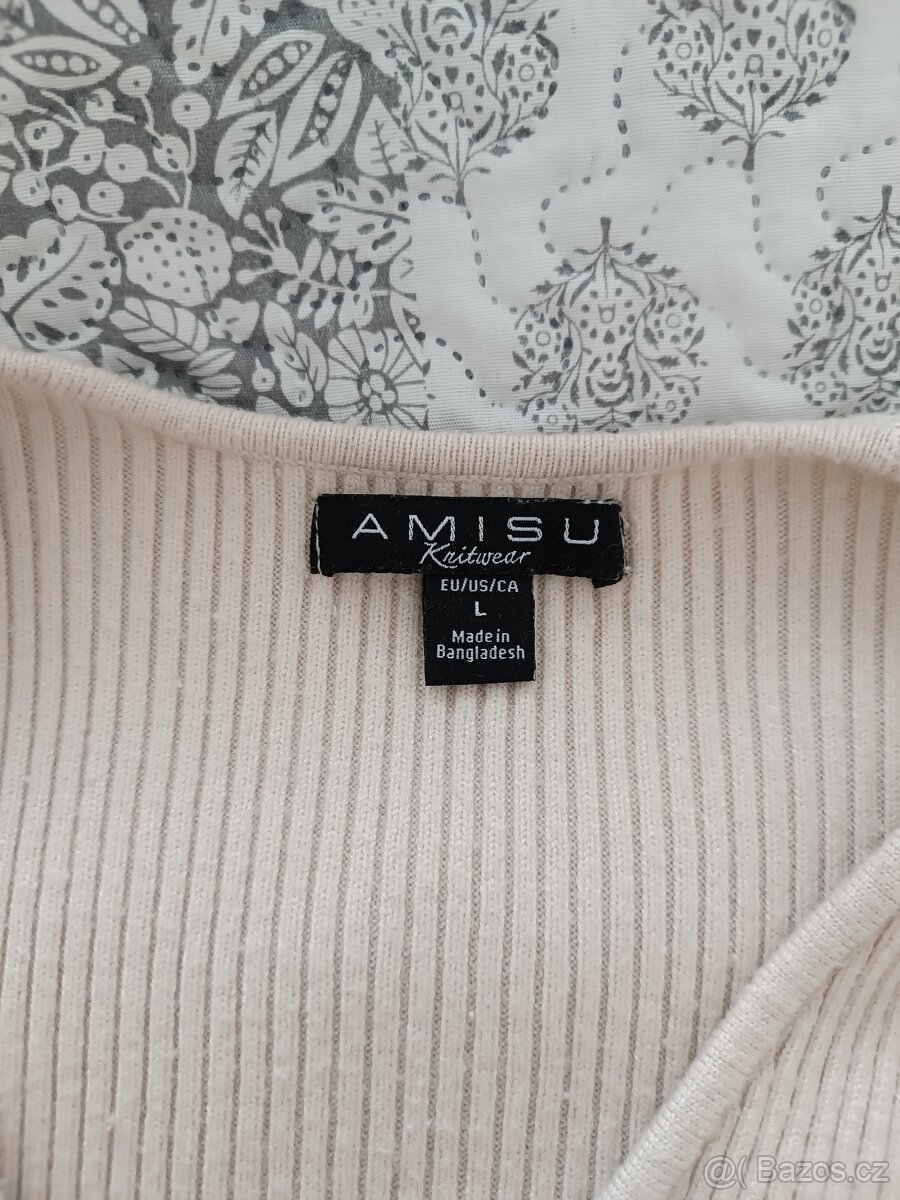 AMISU
Knitwear
EU/US/CA
L
Made in
Bangladesh
@( Bazos.cz